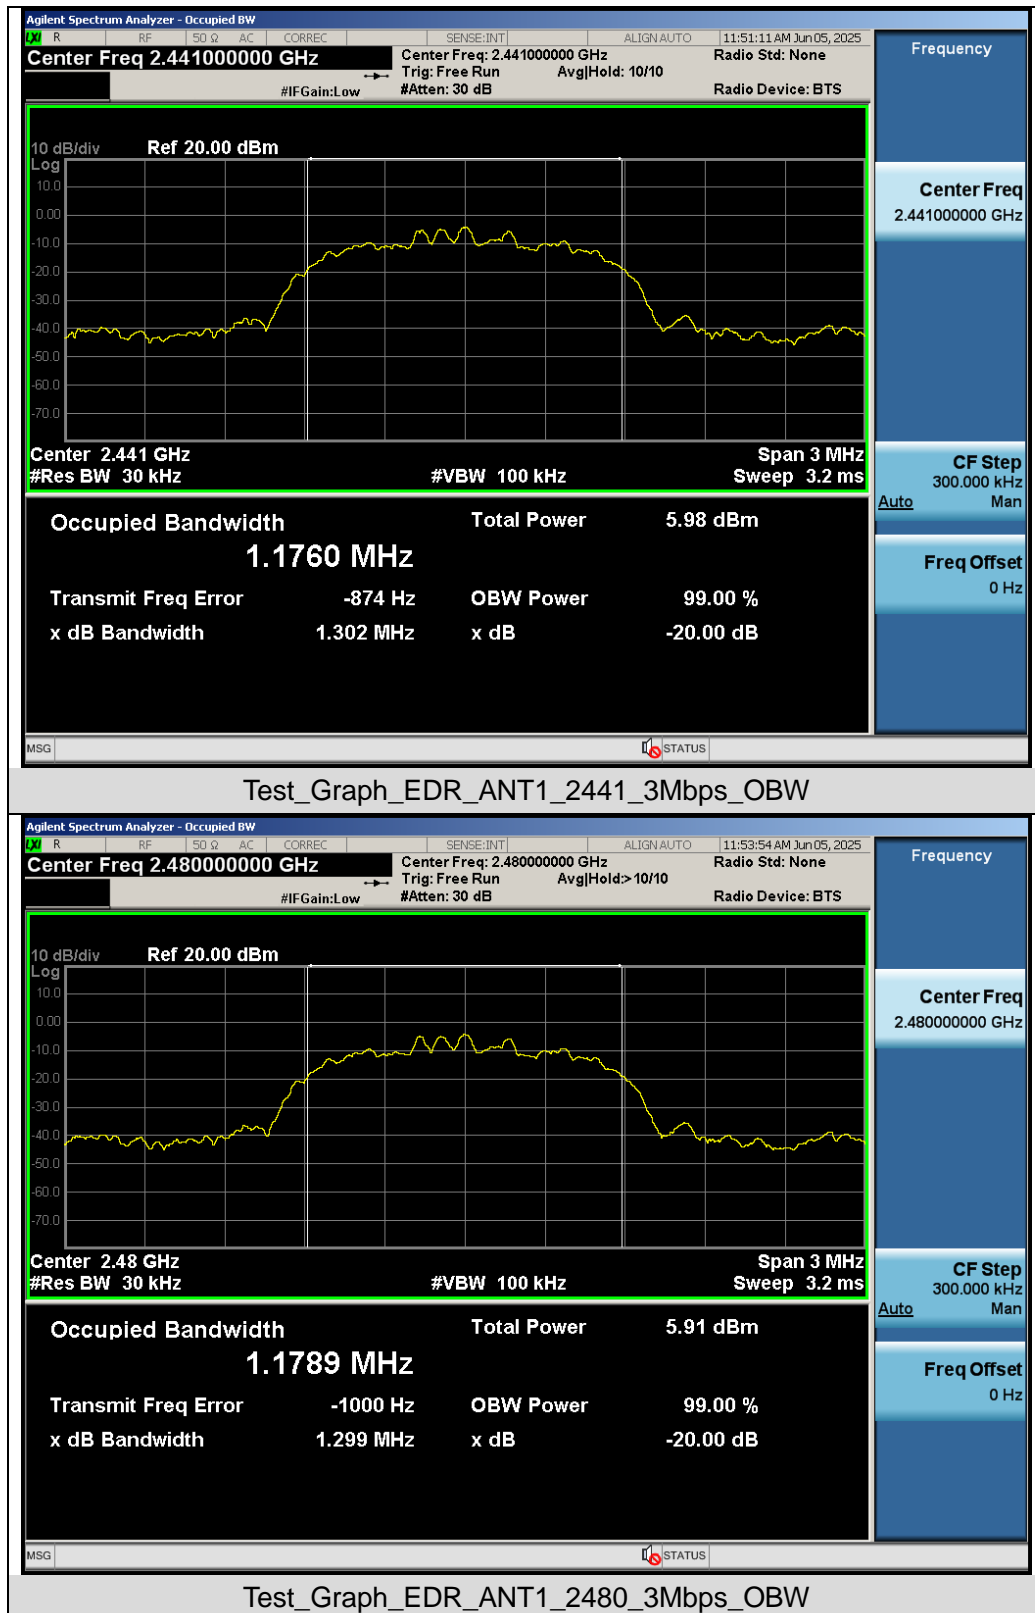 Agilent Spectrum Analyzer - Occupied BW
LXI R RF 50 Ω AC CORREC SENSE:INT ALIGN AUTO 11:51:11 AM Jun 05, 2025
Center Freq 2.441000000 GHz
Center Freq: 2.441000000 GHz Radio Std: None
Trig: Free Run Avg|Hold: 10/10
#IFGain:Low #Atten: 30 dB Radio Device: BTS
Frequency
10 dB/div Ref 20.00 dBm
Log
10.0
0.00
-10.0
-20.0
-30.0
-40.0
-50.0
-60.0
-70.0
Center 2.441 GHz Span 3 MHz
#Res BW 30 kHz #VBW 100 kHz Sweep 3.2 ms
Center Freq
2.441000000 GHz
CF Step
300.000 kHz
Auto Man
Freq Offset
0 Hz
Occupied Bandwidth Total Power 5.98 dBm
1.1760 MHz
Transmit Freq Error -874 Hz OBW Power 99.00 %
x dB Bandwidth 1.302 MHz x dB -20.00 dB
MSG STATUS
Test_Graph_EDR_ANT1_2441_3Mbps_OBW
Agilent Spectrum Analyzer - Occupied BW
LXI R RF 50 Ω AC CORREC SENSE:INT ALIGN AUTO 11:53:54 AM Jun 05, 2025
Center Freq 2.480000000 GHz
Center Freq: 2.480000000 GHz Radio Std: None
Trig: Free Run Avg|Hold:>10/10
#IFGain:Low #Atten: 30 dB Radio Device: BTS
Frequency
10 dB/div Ref 20.00 dBm
Log
10.0
0.00
-10.0
-20.0
-30.0
-40.0
-50.0
-60.0
-70.0
Center 2.48 GHz Span 3 MHz
#Res BW 30 kHz #VBW 100 kHz Sweep 3.2 ms
Center Freq
2.480000000 GHz
CF Step
300.000 kHz
Auto Man
Freq Offset
0 Hz
Occupied Bandwidth Total Power 5.91 dBm
1.1789 MHz
Transmit Freq Error -1000 Hz OBW Power 99.00 %
x dB Bandwidth 1.299 MHz x dB -20.00 dB
MSG STATUS
Test_Graph_EDR_ANT1_2480_3Mbps_OBW